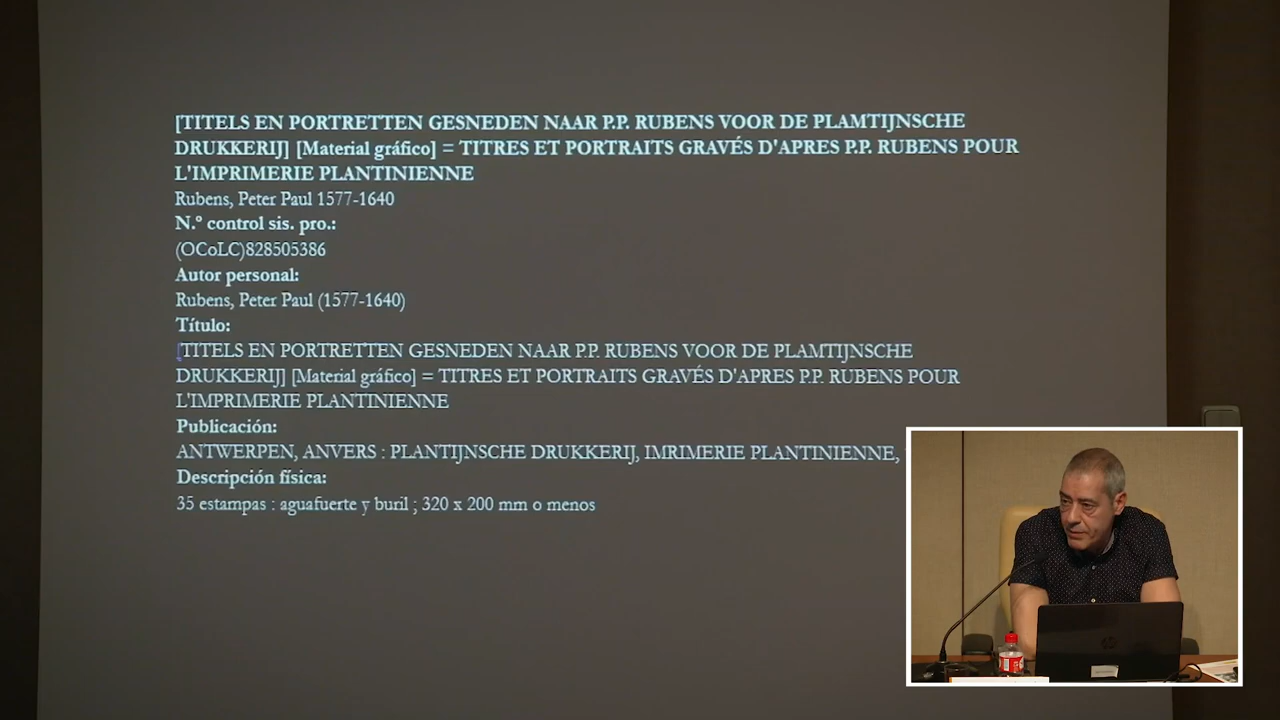 [TITELS EN PORTRETTEN GESNEDEN NAAR P.P. RUBENS VOOR DE PLAMTIJNSCHE
DRUKKERIJ] [Material gráfico] = TITRES ET PORTRAITS GRAVÉS D'APRES P.P. RUBENS POUR
L'IMPRIMERIE PLANTINIENNE
Rubens, Peter Paul 1577-1640
N.º control sis. pro.:
(OCoLC)828505386
Autor personal:
Rubens, Peter Paul (1577-1640)
Título:
[TITELS EN PORTRETTEN GESNEDEN NAAR P.P. RUBENS VOOR DE PLAMTIJNSCHE
DRUKKERIJ] [Material gráfico] = TITRES ET PORTRAITS GRAVÉS D'APRES P.P. RUBENS POUR
L'IMPRIMERIE PLANTINIENNE
Publicación:
ANTWERPEN, ANVERS : PLANTIJNSCHE DRUKKERIJ, IMRIMERIE PLANTINIENNE,
Descripción física:
35 estampas : aguafuerte y buril ; 320 x 200 mm o menos